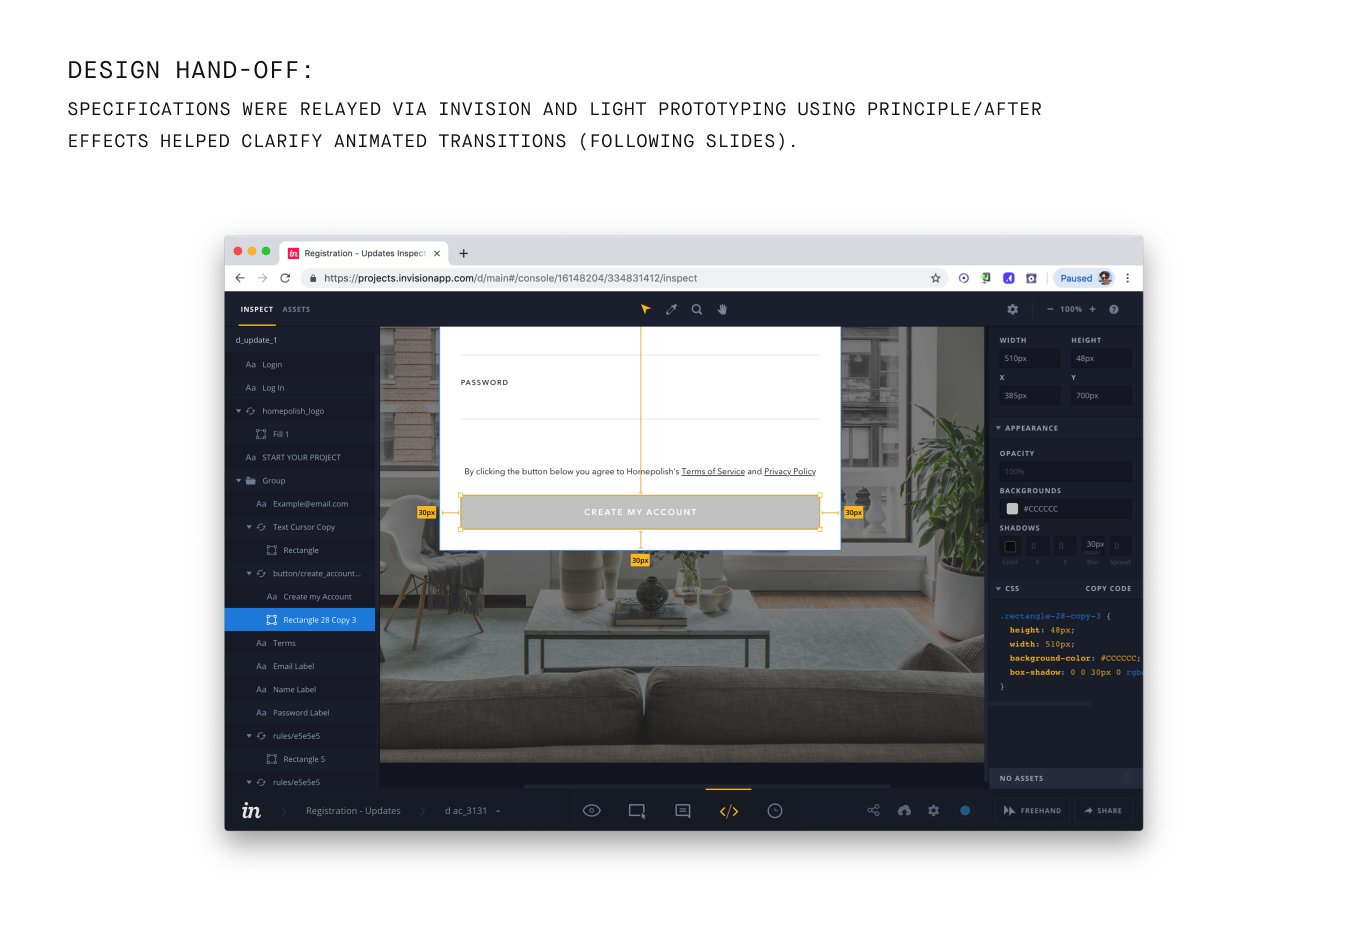 DESIGN HAND-OFF:
SPECIFICATIONS WERE RELAYED VIA INVISION AND LIGHT PROTOTYPING USING PRINCIPLE/AFTER
EFFECTS HELPED CLARIFY ANIMATED TRANSITIONS (FOLLOWING SLIDES).
in Registration - Updates Inspect
https://projects.invisionapp.com/d/main#/console/16148204/334831412/inspect
Paused
INSPECT ASSETS
100%
d_update_1
Aa Login
Aa Log In
homepolish_logo
Fill 1
Aa START YOUR PROJECT
Group
Aa Example@email.com
Text Cursor Copy
Rectangle
button/create_account...
Aa Create my Account
Rectangle 28 Copy 3
Aa Terms
Aa Email Label
Aa Name Label
Aa Password Label
rules/e5e5e5
Rectangle 5
rules/e5e5e5
PASSWORD
By clicking the button below you agree to Homepolish's Terms of Service and Privacy Policy
30px
CREATE MY ACCOUNT
30px
30px
WIDTH HEIGHT
510px 48px
X Y
385px 700px
APPEARANCE
OPACITY
100%
BACKGROUNDS
#CCCCCC
SHADOWS
0 0 30px 0
Color X Y Blur Spread
CSS COPY CODE
.rectangle-28-copy-3 {
height: 48px;
width: 510px;
background-color: #CCCCCC;
box-shadow: 0 0 30px 0 rgb
}
NO ASSETS
in Registration - Updates d ac_3131
FREEHAND SHARE